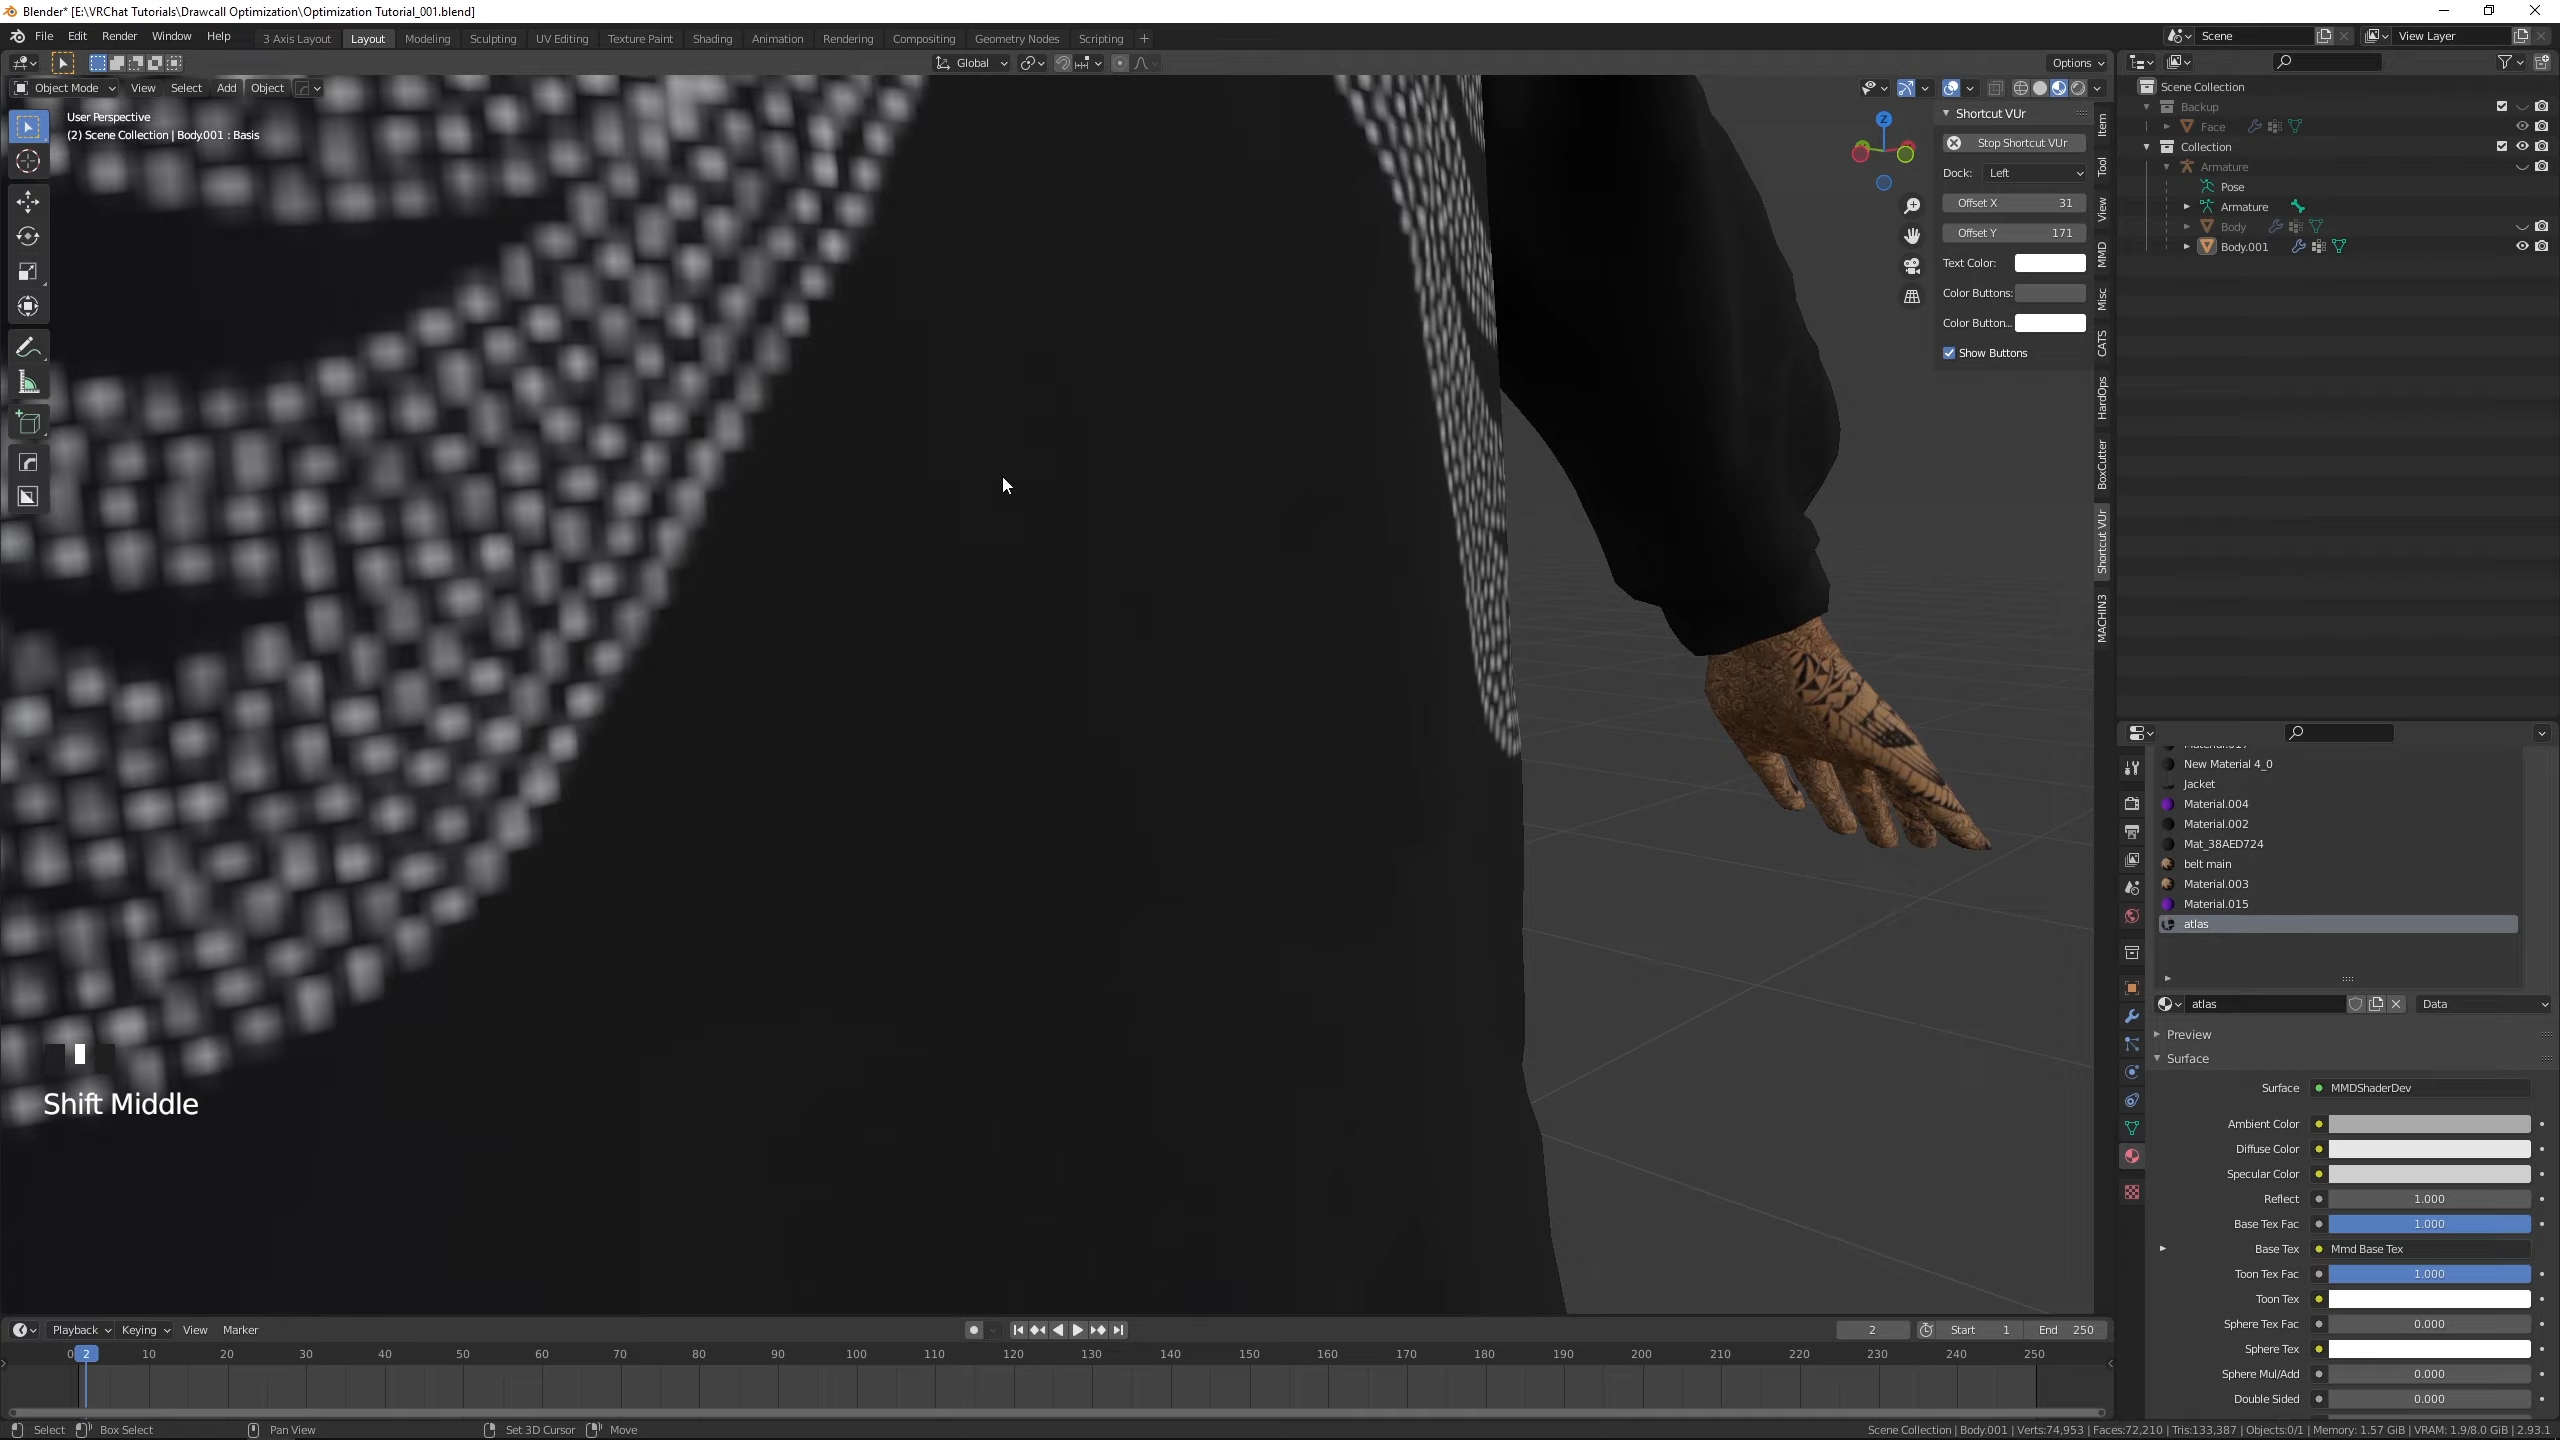 Blender* [E:\VRChat Tutorials\Drawcall Optimization\Optimization Tutorial_001.blend]
File Edit Render Window Help 3 Axis Layout Layout Modeling Sculpting UV Editing Texture Paint Shading Animation Rendering Compositing Geometry Nodes Scripting + Scene View Layer
Global Options
Object Mode View Select Add Object
User Perspective
(2) Scene Collection | Body.001 : Basis
Z
Shortcut VUr
Stop Shortcut VUr
Dock: Left
Offset X 31
Offset Y 171
Text Color:
Color Buttons:
Color Button...
Show Buttons
Item
Tool
View
MMD
Misc
CATS
HardOps
BoxCutter
Shortcut VUr
MACHIN3
Scene Collection
Backup
Face
Collection
Armature
Pose
Armature
Body
Body.001
New Material 4_0
Jacket
Material.004
Material.002
Mat_38AED724
belt main
Material.003
Material.015
atlas
atlas Data
Preview
Surface
Surface MMDShaderDev
Ambient Color
Diffuse Color
Specular Color
Reflect 1.000
Base Tex Fac 1.000
Base Tex Mmd Base Tex
Toon Tex Fac 1.000
Toon Tex
Sphere Tex Fac 0.000
Sphere Tex
Sphere Mul/Add 0.000
Double Sided 0.000
Shift Middle
Playback Keying View Marker 2 Start 1 End 250
0 2 10 20 30 40 50 60 70 80 90 100 110 120 130 140 150 160 170 180 190 200 210 220 230 240 250
Select Box Select Pan View Set 3D Cursor Move Scene Collection | Body.001 | Verts:74,953 | Faces:72,210 | Tris:133,387 | Objects:0/1 | Memory: 1.57 GiB | VRAM: 1.9/8.0 GiB | 2.93.1